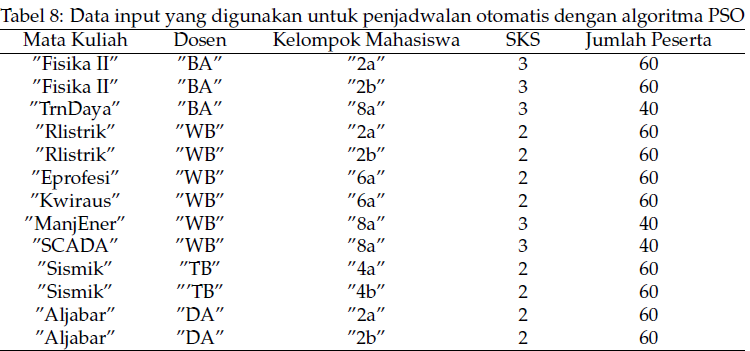 Tabel 8: Data input yang digunakan untuk penjadwalan otomatis dengan algoritma PSO
Mata Kuliah Dosen Kelompok Mahasiswa SKS Jumlah Peserta
”Fisika II” ”BA” ”2a” 3 60
”Fisika II” ”BA” ”2b” 3 60
”TrnDaya” ”BA” ”8a” 3 40
”Rlistrik” ”WB” ”2a” 2 60
”Rlistrik” ”WB” ”2b” 2 60
”Eprofesi” ”WB” ”6a” 2 60
”Kwiraus” ”WB” ”6a” 2 60
”ManjEner” ”WB” ”8a” 3 40
”SCADA” ”WB” ”8a” 3 40
”Sismik” ”TB” ”4a” 2 60
”Sismik” ”’TB” ”4b” 2 60
”Aljabar” ”DA” ”2a” 2 60
”Aljabar” ”DA” ”2b” 2 60